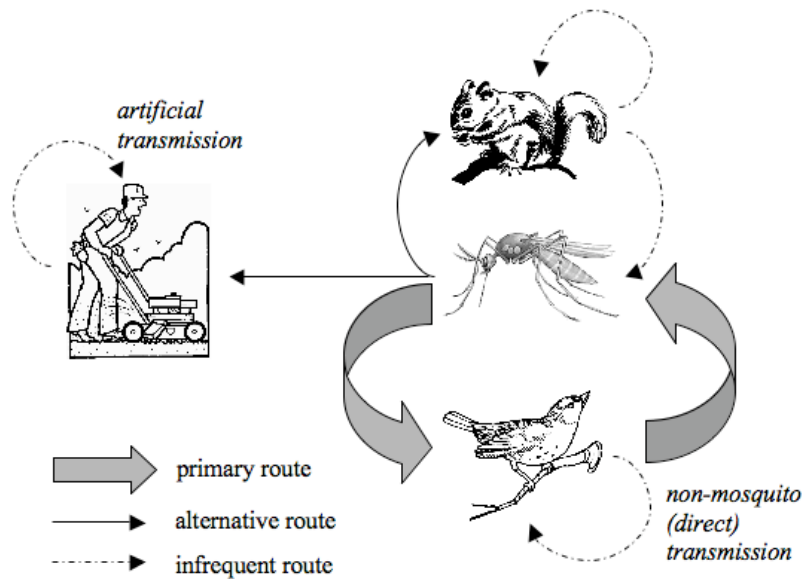 artificial
transmission
primary route
alternative route
infrequent route
non-mosquito
(direct)
transmission